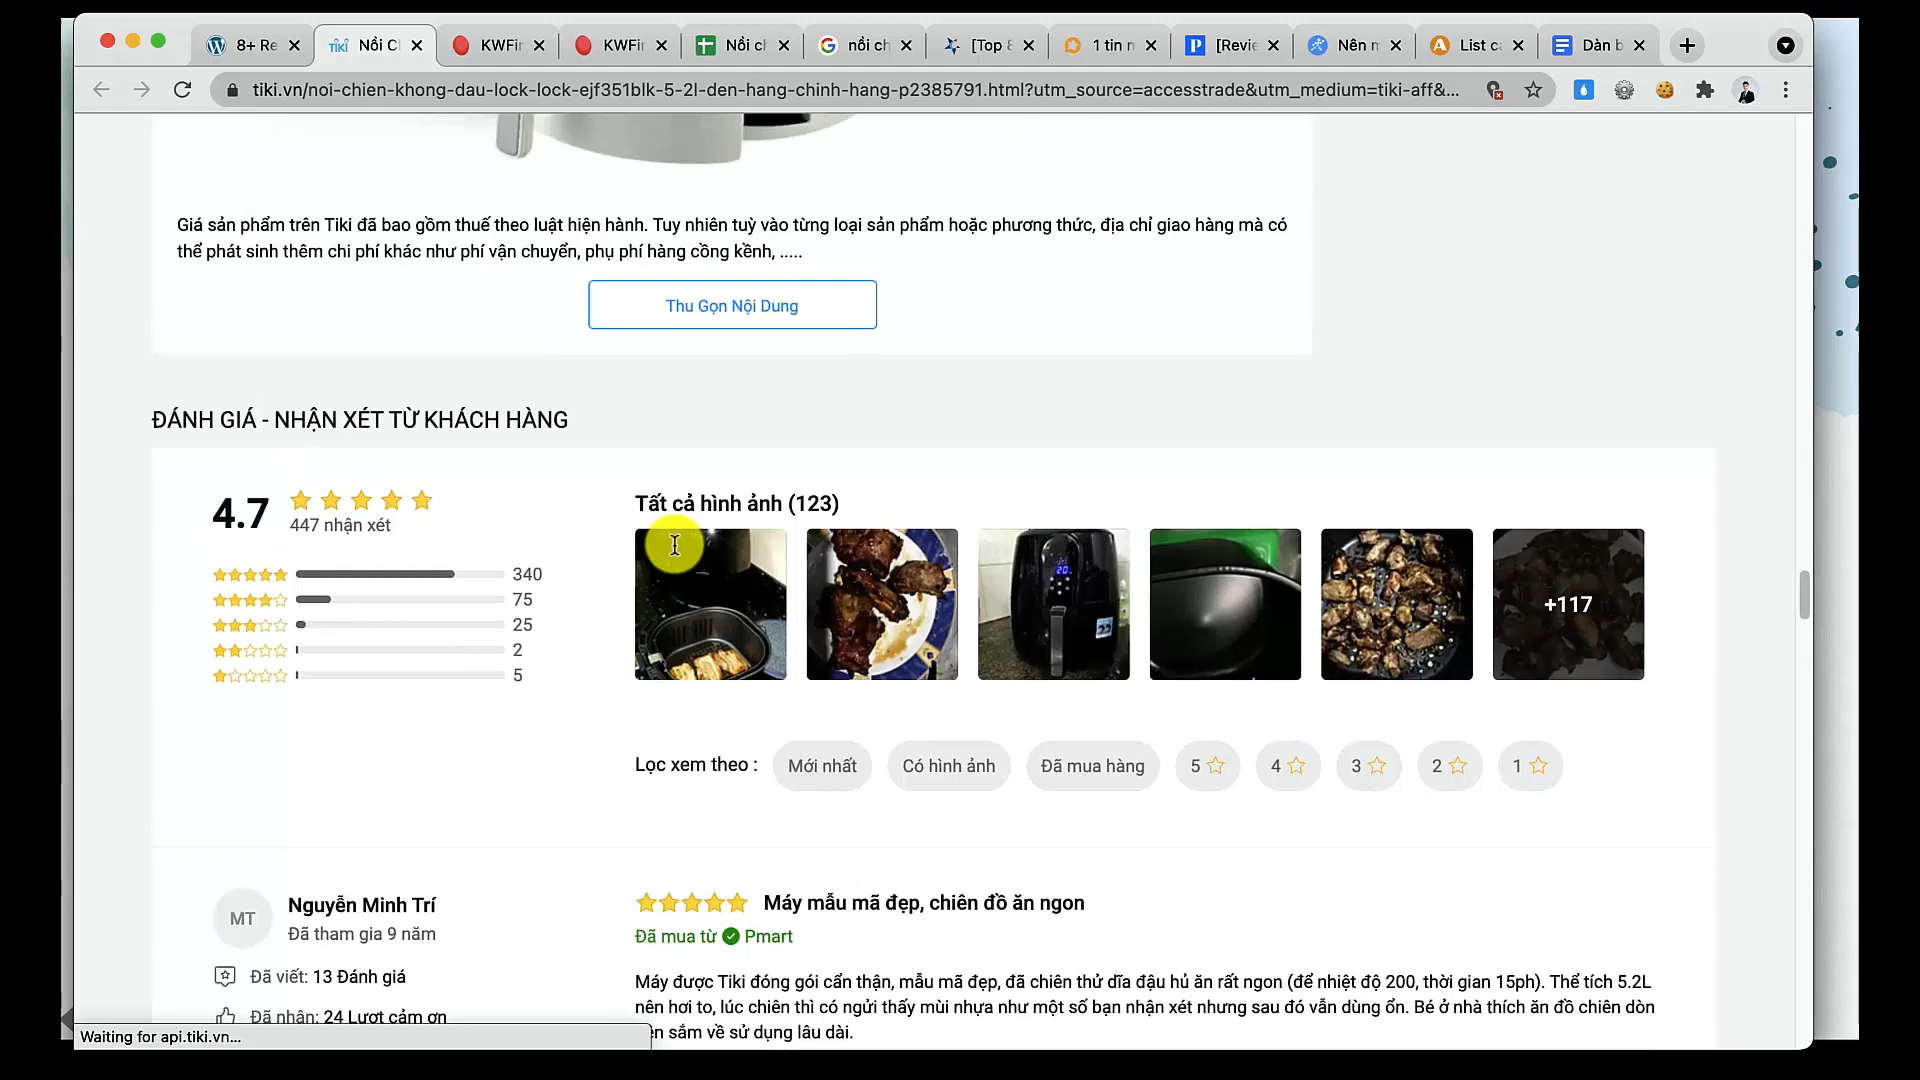 8+ Re
TIKI Nồi C
KWFir
KWFir
Nồi ch
nồi ch
[Top 8
1 tin n
[Revie
Nên m
List cá
Dàn b
tiki.vn/noi-chien-khong-dau-lock-lock-ejf351blk-5-2l-den-hang-chinh-hang-p2385791.html?utm_source=accesstrade&utm_medium=tiki-aff&...
Giá sản phẩm trên Tiki đã bao gồm thuế theo luật hiện hành. Tuy nhiên tuỳ vào từng loại sản phẩm hoặc phương thức, địa chỉ giao hàng mà có
thể phát sinh thêm chi phí khác như phí vận chuyển, phụ phí hàng cồng kềnh, .....
Thu Gọn Nội Dung
ĐÁNH GIÁ - NHẬN XÉT TỪ KHÁCH HÀNG
4.7
447 nhận xét
340
75
25
2
5
Tất cả hình ảnh (123)
20
+117
Lọc xem theo : Mới nhất Có hình ảnh Đã mua hàng 5 4 3 2 1
MT
Nguyễn Minh Trí
Đã tham gia 9 năm
Đã viết: 13 Đánh giá
Đã nhận: 24 Lượt cảm ơn
Máy mẫu mã đẹp, chiên đồ ăn ngon
Đã mua từ Pmart
Máy được Tiki đóng gói cẩn thận, mẫu mã đẹp, đã chiên thử dĩa đậu hủ ăn rất ngon (để nhiệt độ 200, thời gian 15ph). Thể tích 5.2L
nên hơi to, lúc chiên thì có ngửi thấy mùi nhựa như một số bạn nhận xét nhưng sau đó vẫn dùng ổn. Bé ở nhà thích ăn đồ chiên dòn
sắm về sử dụng lâu dài.
Waiting for api.tiki.vn...